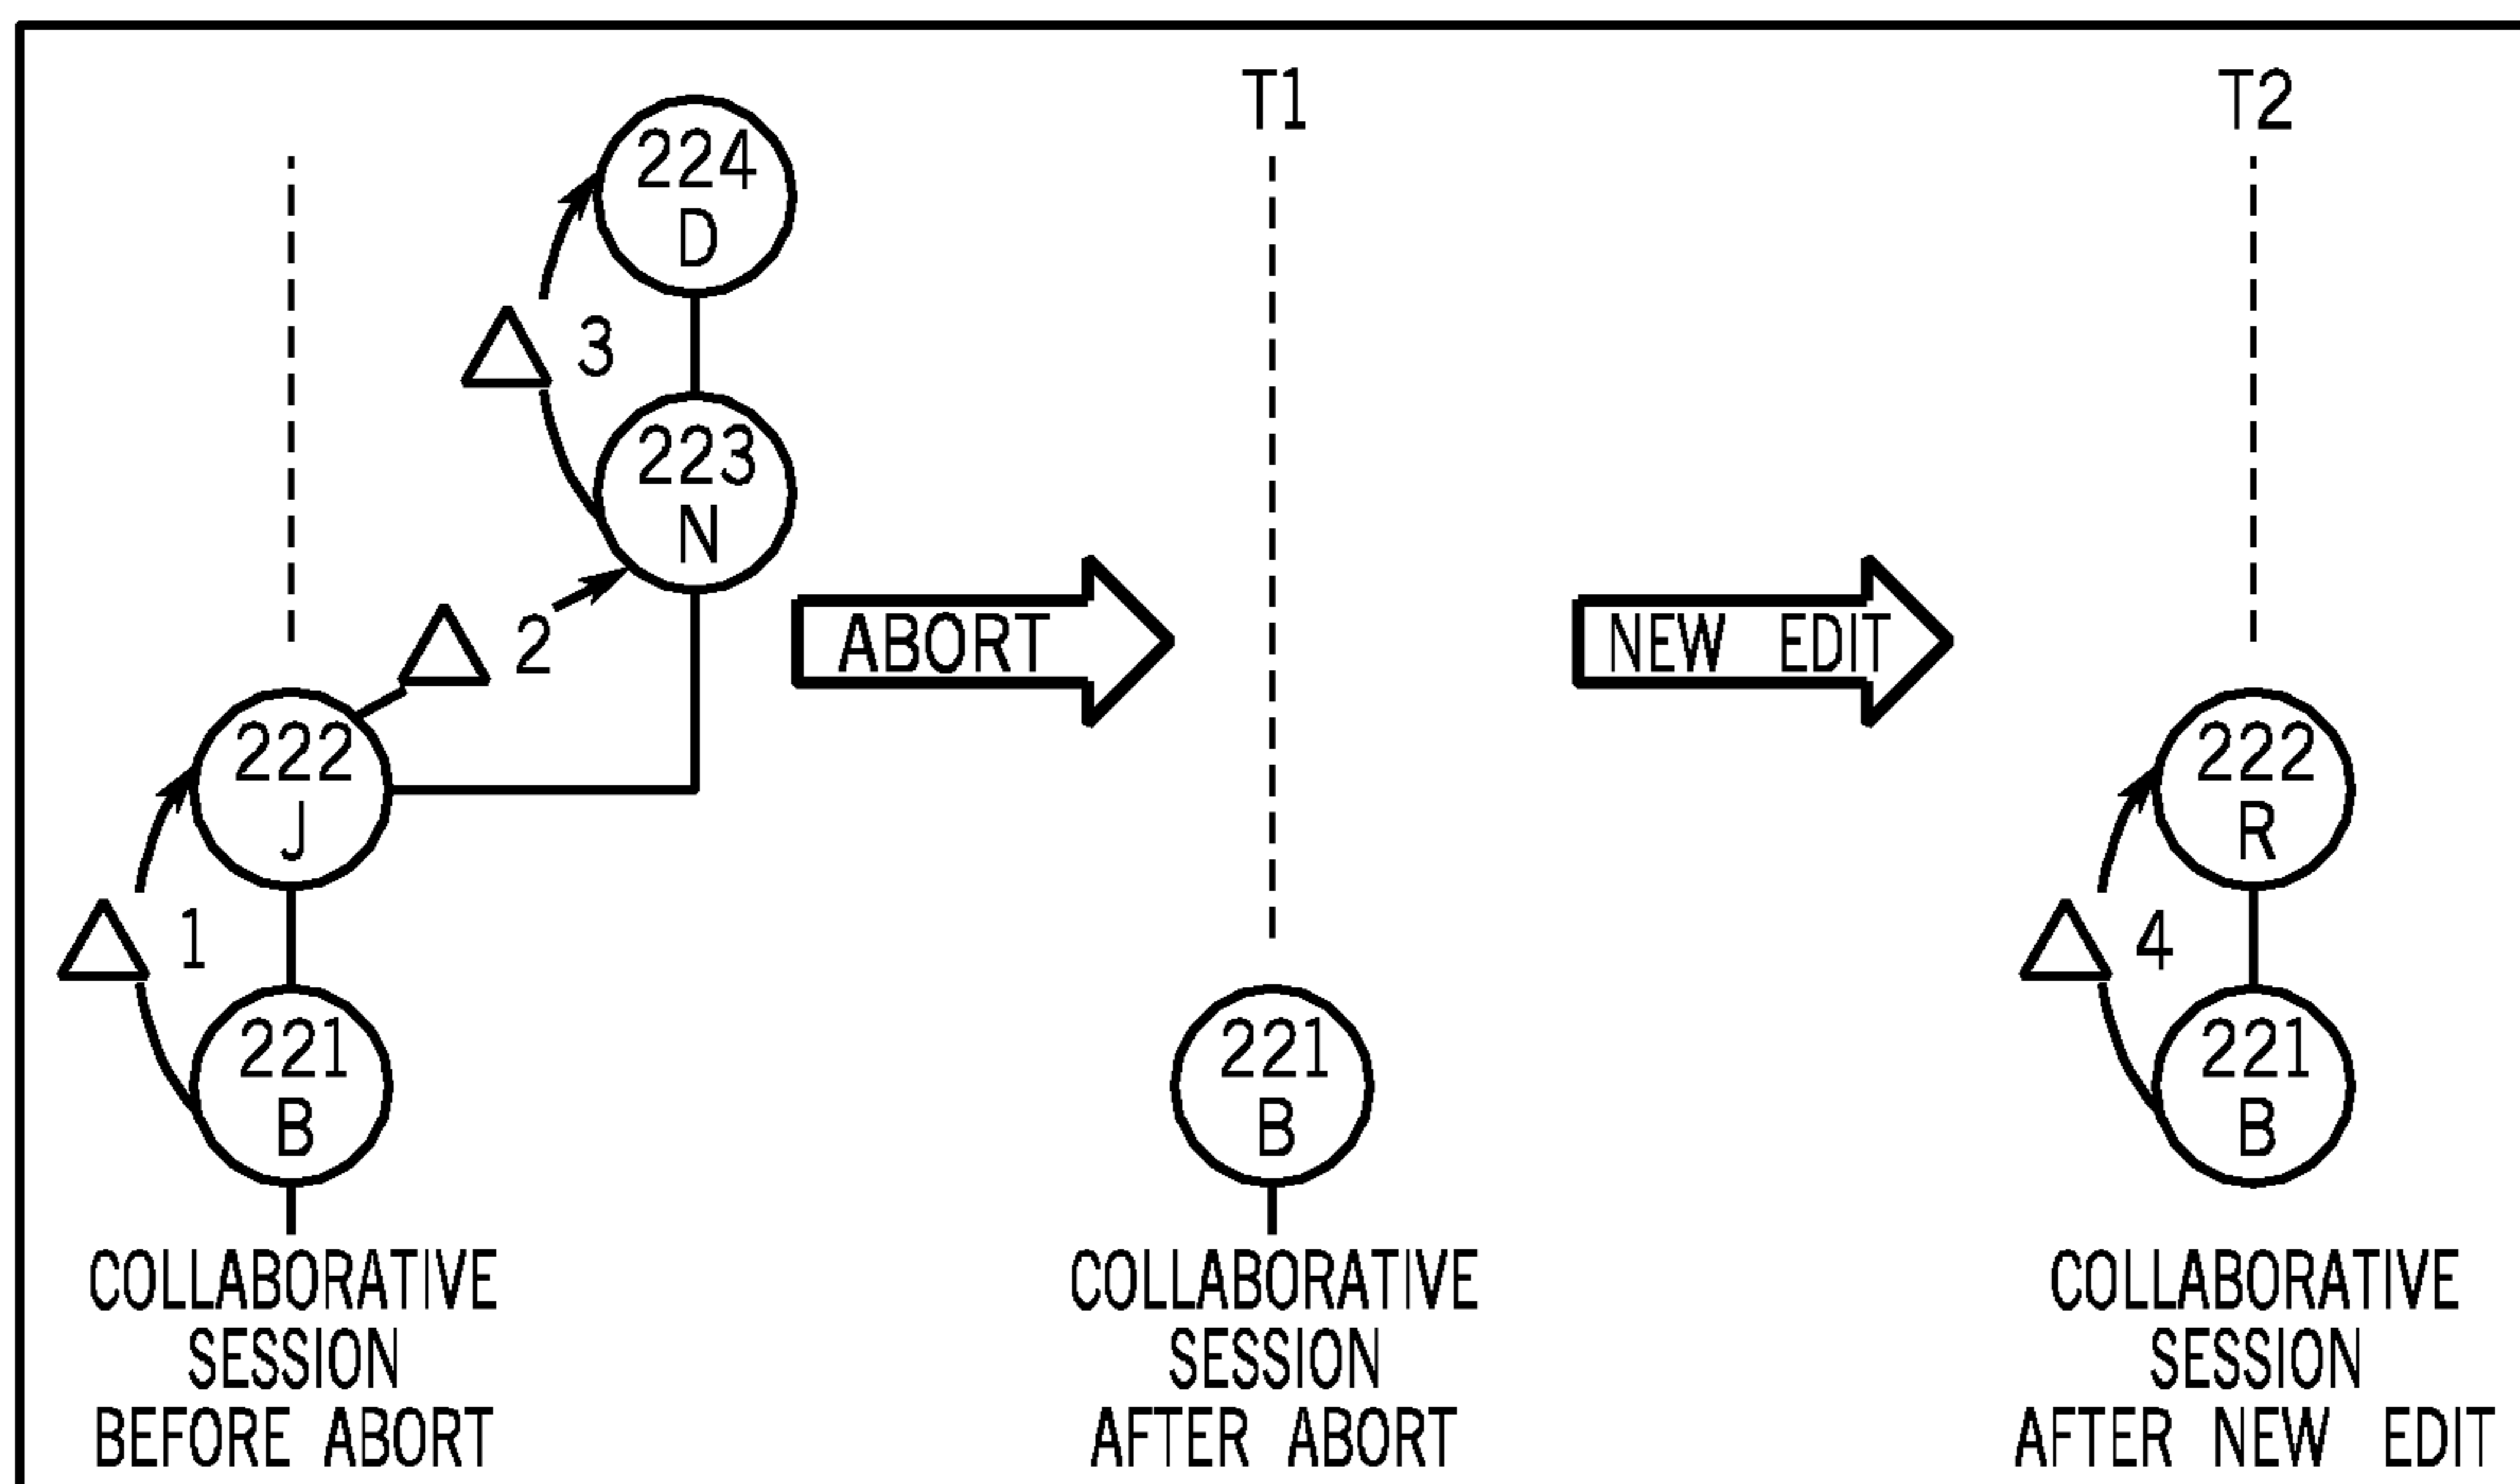 T1
T2
224
D
△ 3
223
N
ABORT
NEW EDIT
△ 2
222
J
222
R
△ 1
△ 4
221
B
221
B
221
B
COLLABORATIVE
SESSION
BEFORE ABORT
COLLABORATIVE
SESSION
AFTER ABORT
COLLABORATIVE
SESSION
AFTER NEW EDIT